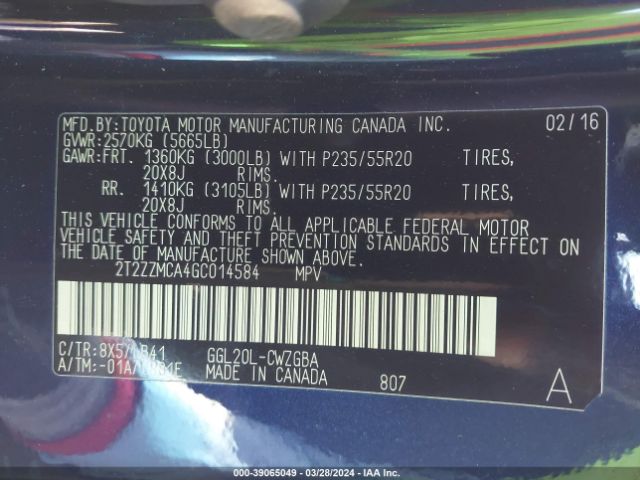 MFD.BY:TOYOTA MOTOR MANUFACTURING CANADA INC. 02/16
GVWR:2570KG (5665LB)
GAWR:FRT. 1360KG (3000LB) WITH P235/55R20 TIRES,
20X8J RIMS.
RR. 1410KG (3105LB) WITH P235/55R20 TIRES,
20X8J RIMS.
THIS VEHICLE CONFORMS TO ALL APPLICABLE FEDERAL MOTOR
VEHICLE SAFETY AND THEFT PREVENTION STANDARDS IN EFFECT ON
THE DATE OF MANUFACTURE SHOWN ABOVE.
2T2ZZMCA4GC014584 MPV
C/TR: GGL20L-CWZGBA
A/TM: MADE IN CANADA 807 A
000-39065049 — 03/28/2024 — IAA Inc.